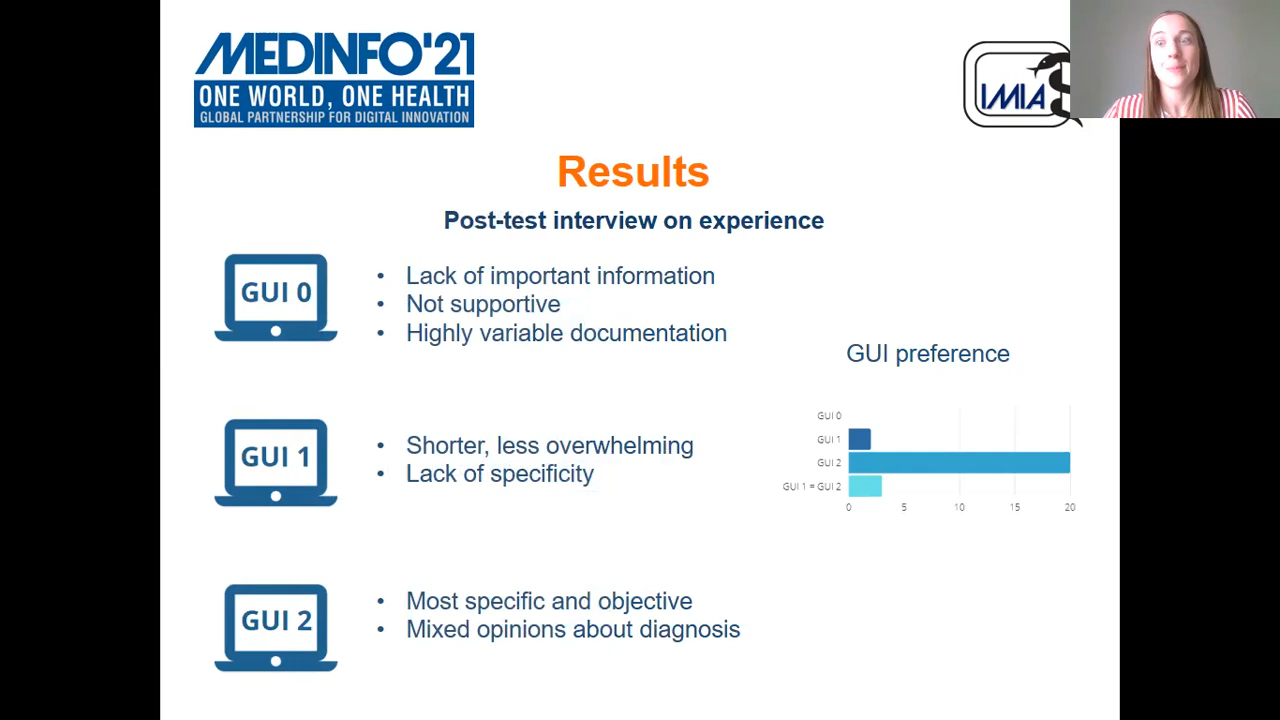 MEDINFO'21
ONE WORLD, ONE HEALTH
GLOBAL PARTNERSHIP FOR DIGITAL INNOVATION
IMIA
Results
Post-test interview on experience
GUI 0
• Lack of important information
• Not supportive
• Highly variable documentation
GUI 1
• Shorter, less overwhelming
• Lack of specificity
GUI 2
• Most specific and objective
• Mixed opinions about diagnosis
GUI preference
GUI 0
GUI 1
GUI 2
GUI 1 = GUI 2
0 5 10 15 20